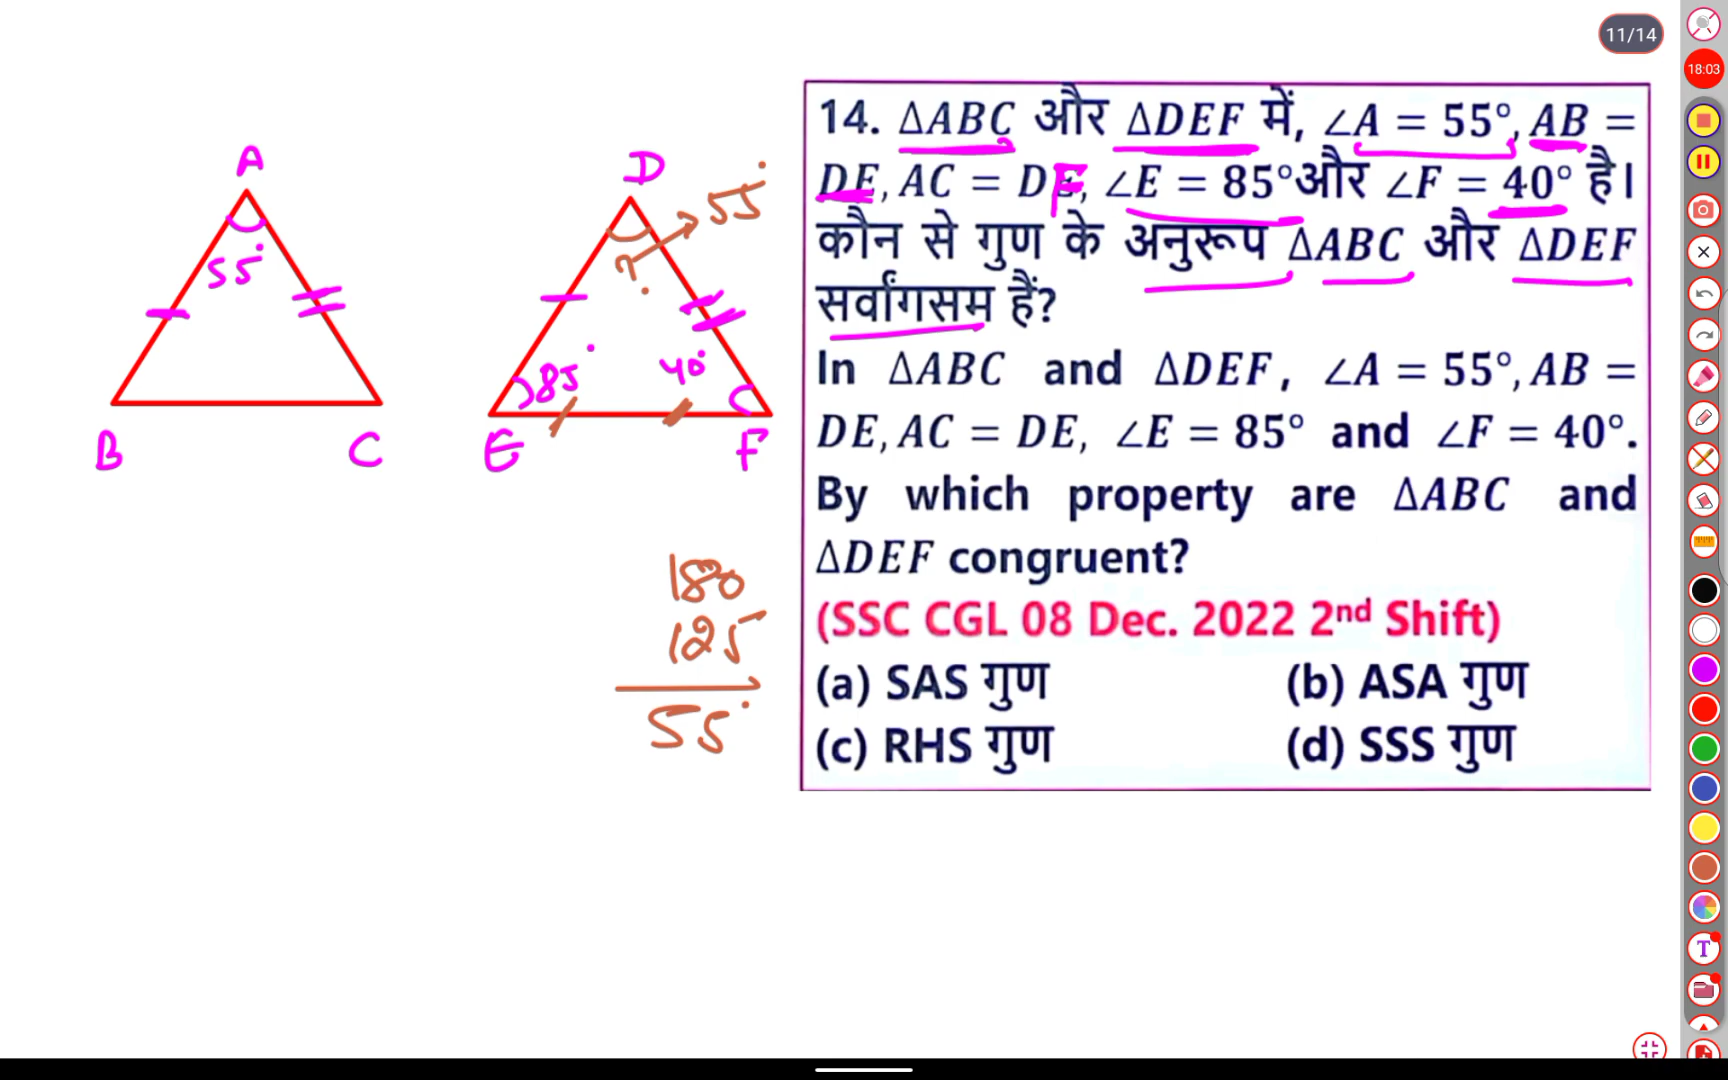 11/14
18:03
14. ΔABC और ΔDEF में, ∠A = 55°, AB =
DE, AC = DF, ∠E = 85° और ∠F = 40° है।
कौन से गुण के अनुरूप ΔABC और ΔDEF
सर्वांगसम हैं?
In ΔABC and ΔDEF, ∠A = 55°, AB =
DE, AC = DE, ∠E = 85° and ∠F = 40°.
By which property are ΔABC and
ΔDEF congruent?
(SSC CGL 08 Dec. 2022 2nd Shift)
(a) SAS गुण (b) ASA गुण
(c) RHS गुण (d) SSS गुण
A
55°
B C
D
55°
?
85° 40°
E F
180
125
55°
T